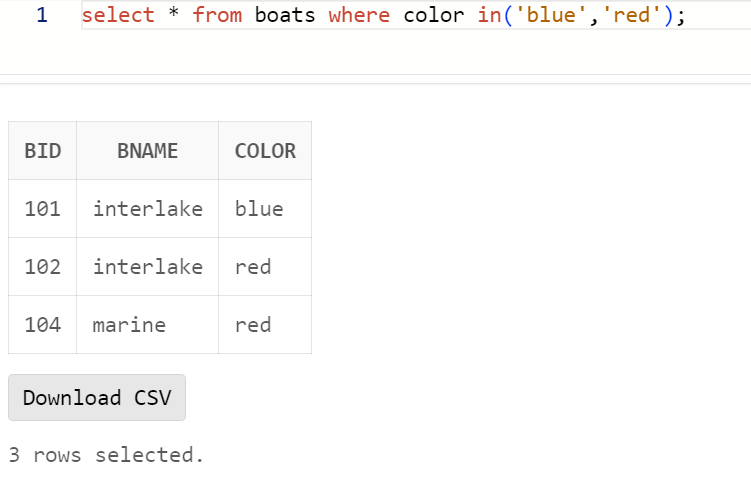 1 select * from boats where color in('blue','red');
BID BNAME COLOR
101 interlake blue
102 interlake red
104 marine red
Download CSV
3 rows selected.